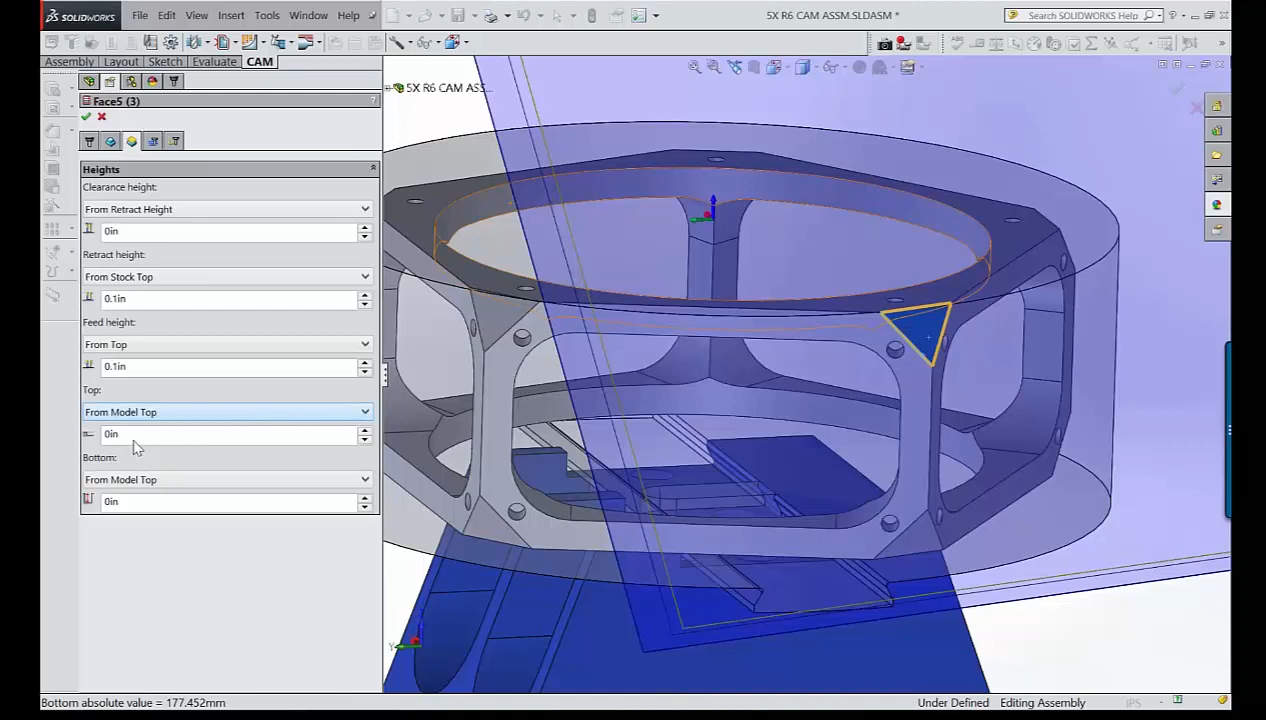 SOLIDWORKS File Edit View Insert Tools Window Help 5X R6 CAM ASSM.SLDASM * Search SOLIDWORKS Help
Assembly Layout Sketch Evaluate CAM
5X R6 CAM ASS...
Face5 (3)
Heights
Clearance height:
From Retract Height
0in
Retract height:
From Stock Top
0.1in
Feed height:
From Top
0.1in
Top:
From Model Top
0in
Bottom:
From Model Top
0in
Y
Bottom absolute value = 177.452mm Under Defined Editing Assembly IPS